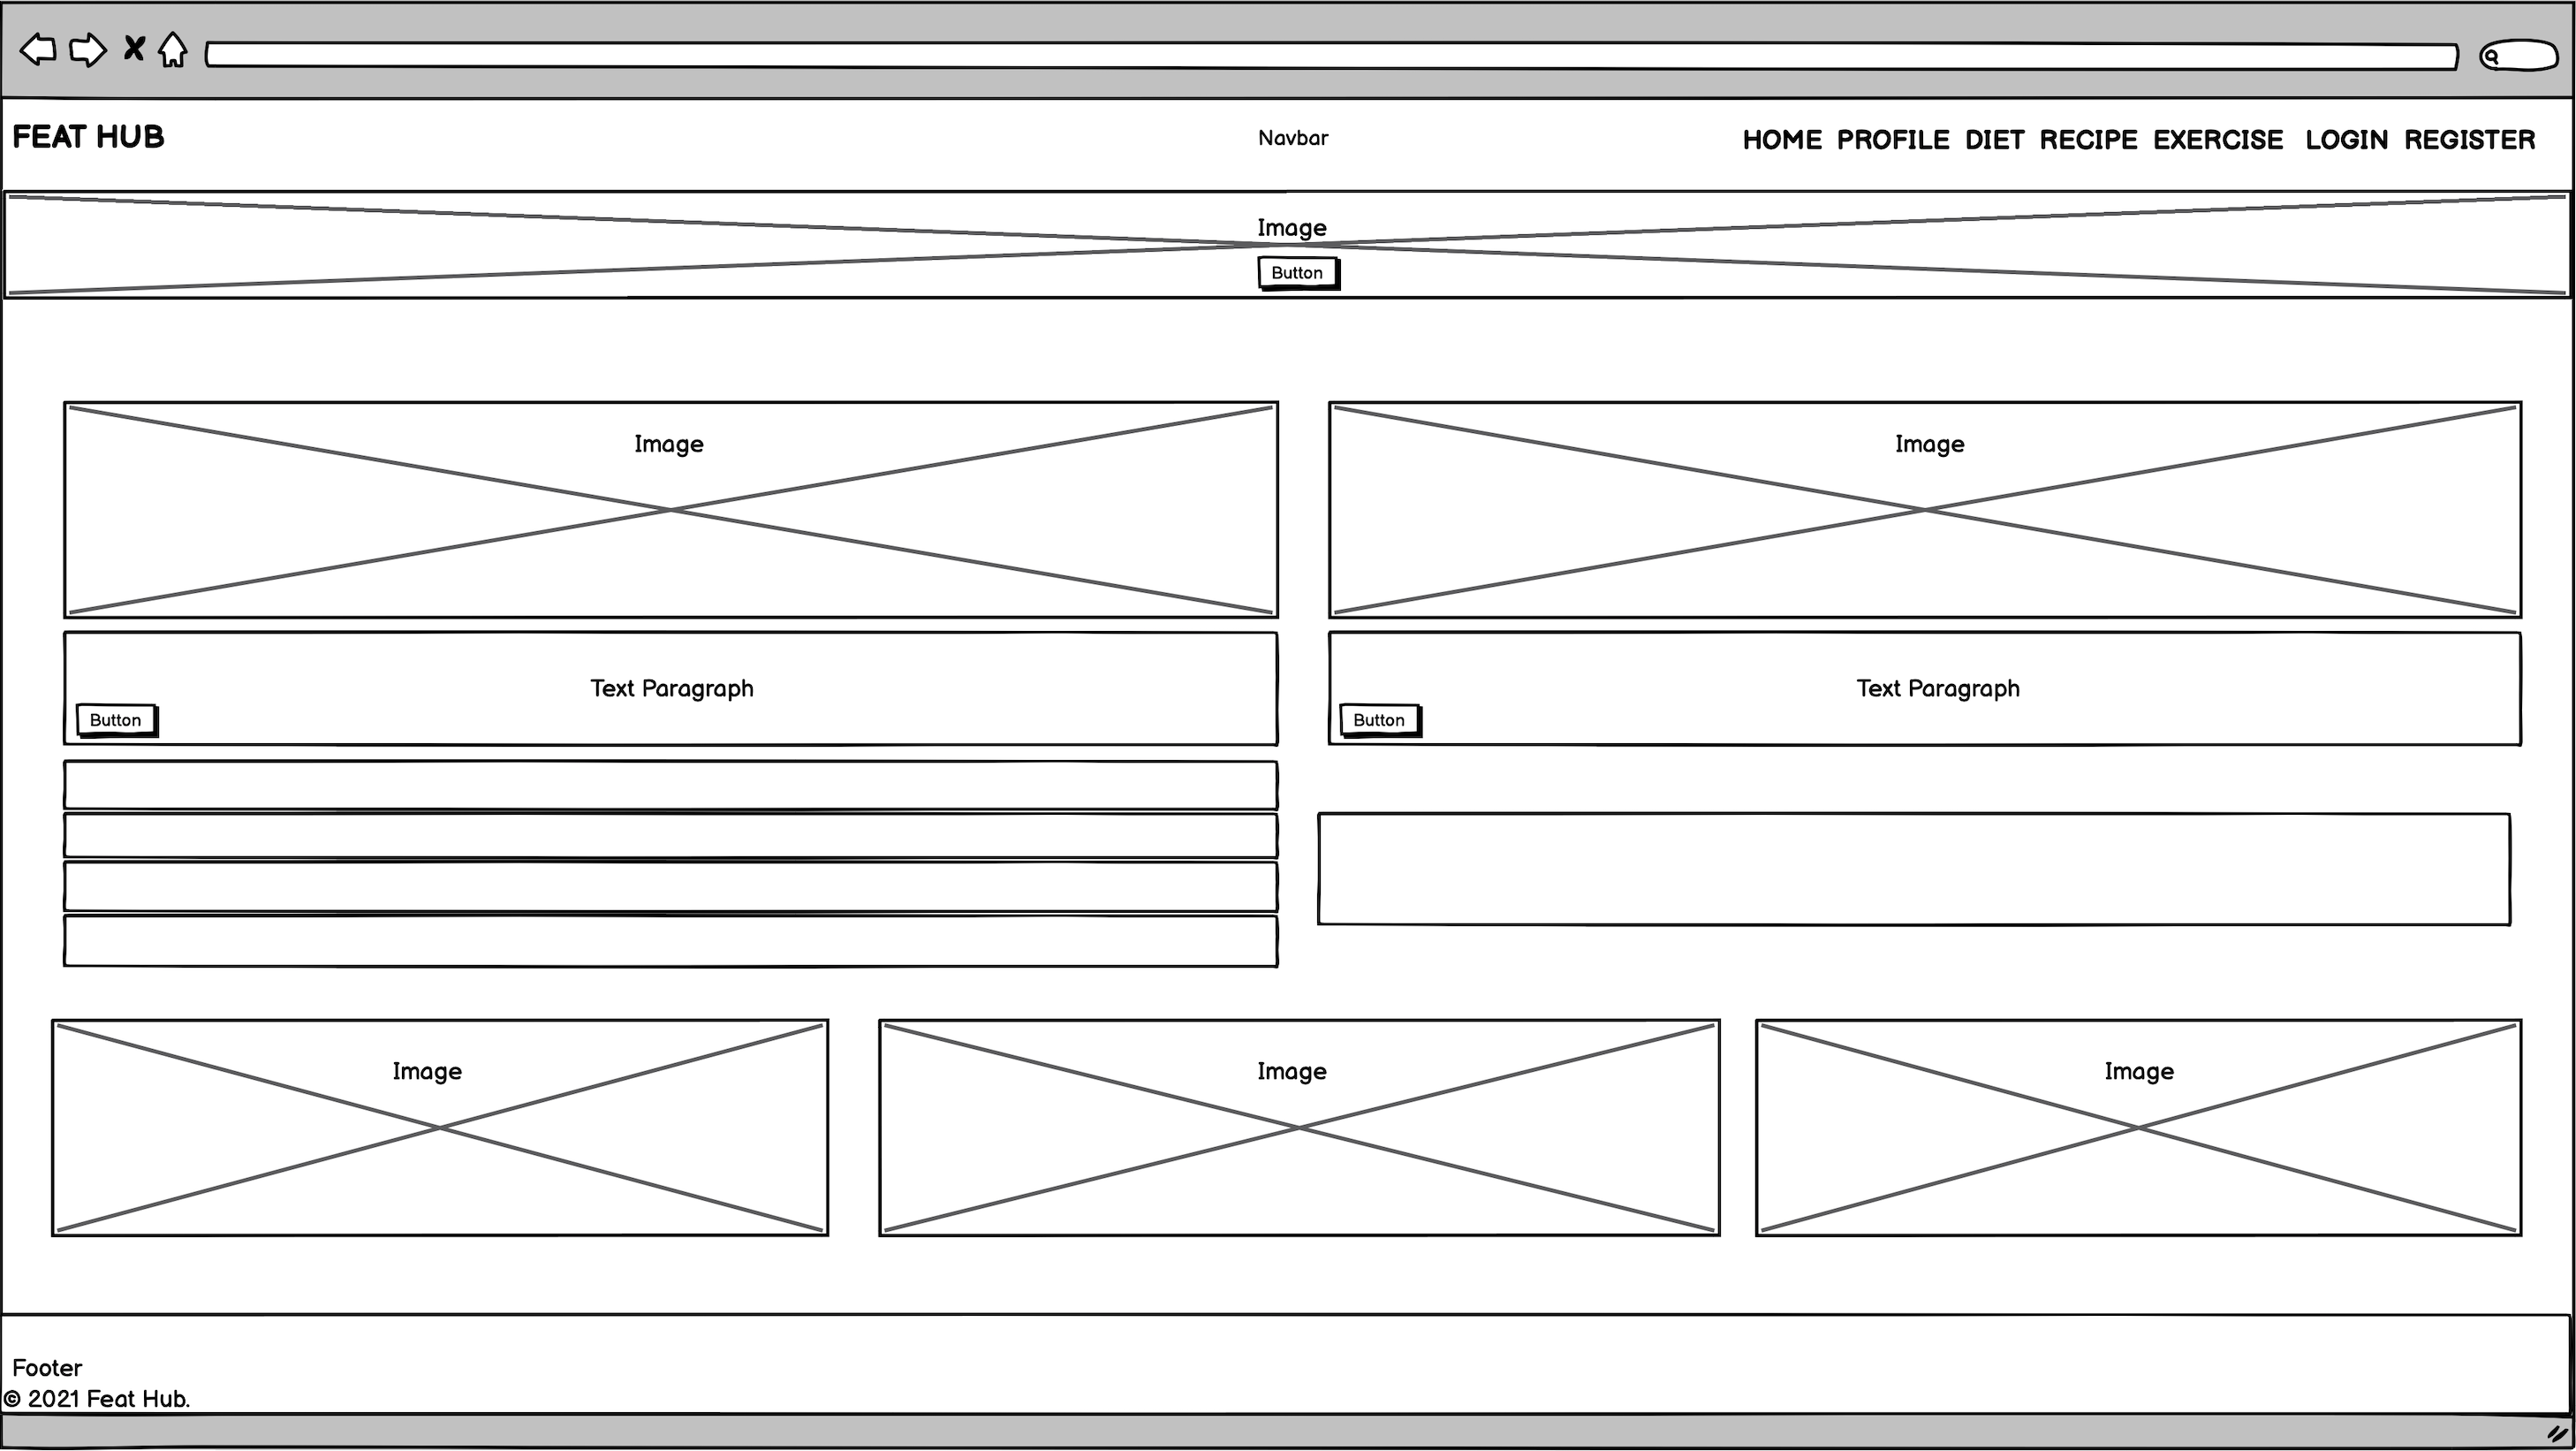 FEAT HUB Navbar HOME PROFILE DIET RECIPE EXERCISE LOGIN REGISTER
Image
Button
Image Image
Text Paragraph Text Paragraph
Button Button
Image Image Image
Footer
© 2021 Feat Hub.